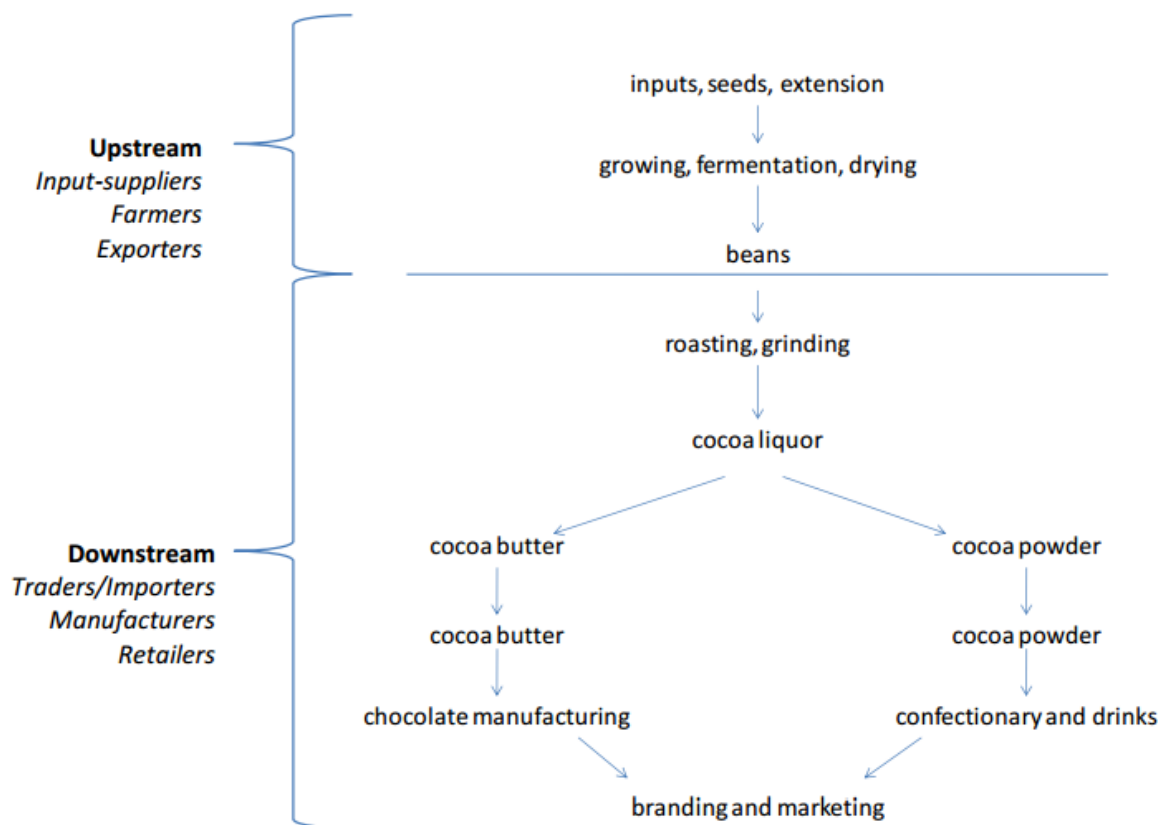 inputs, seeds, extension
Upstream
Input-suppliers
Farmers
Exporters
growing, fermentation, drying
beans
roasting, grinding
cocoa liquor
Downstream
Traders/Importers
Manufacturers
Retailers
cocoa butter
cocoa powder
cocoa butter
cocoa powder
chocolate manufacturing
confectionary and drinks
branding and marketing